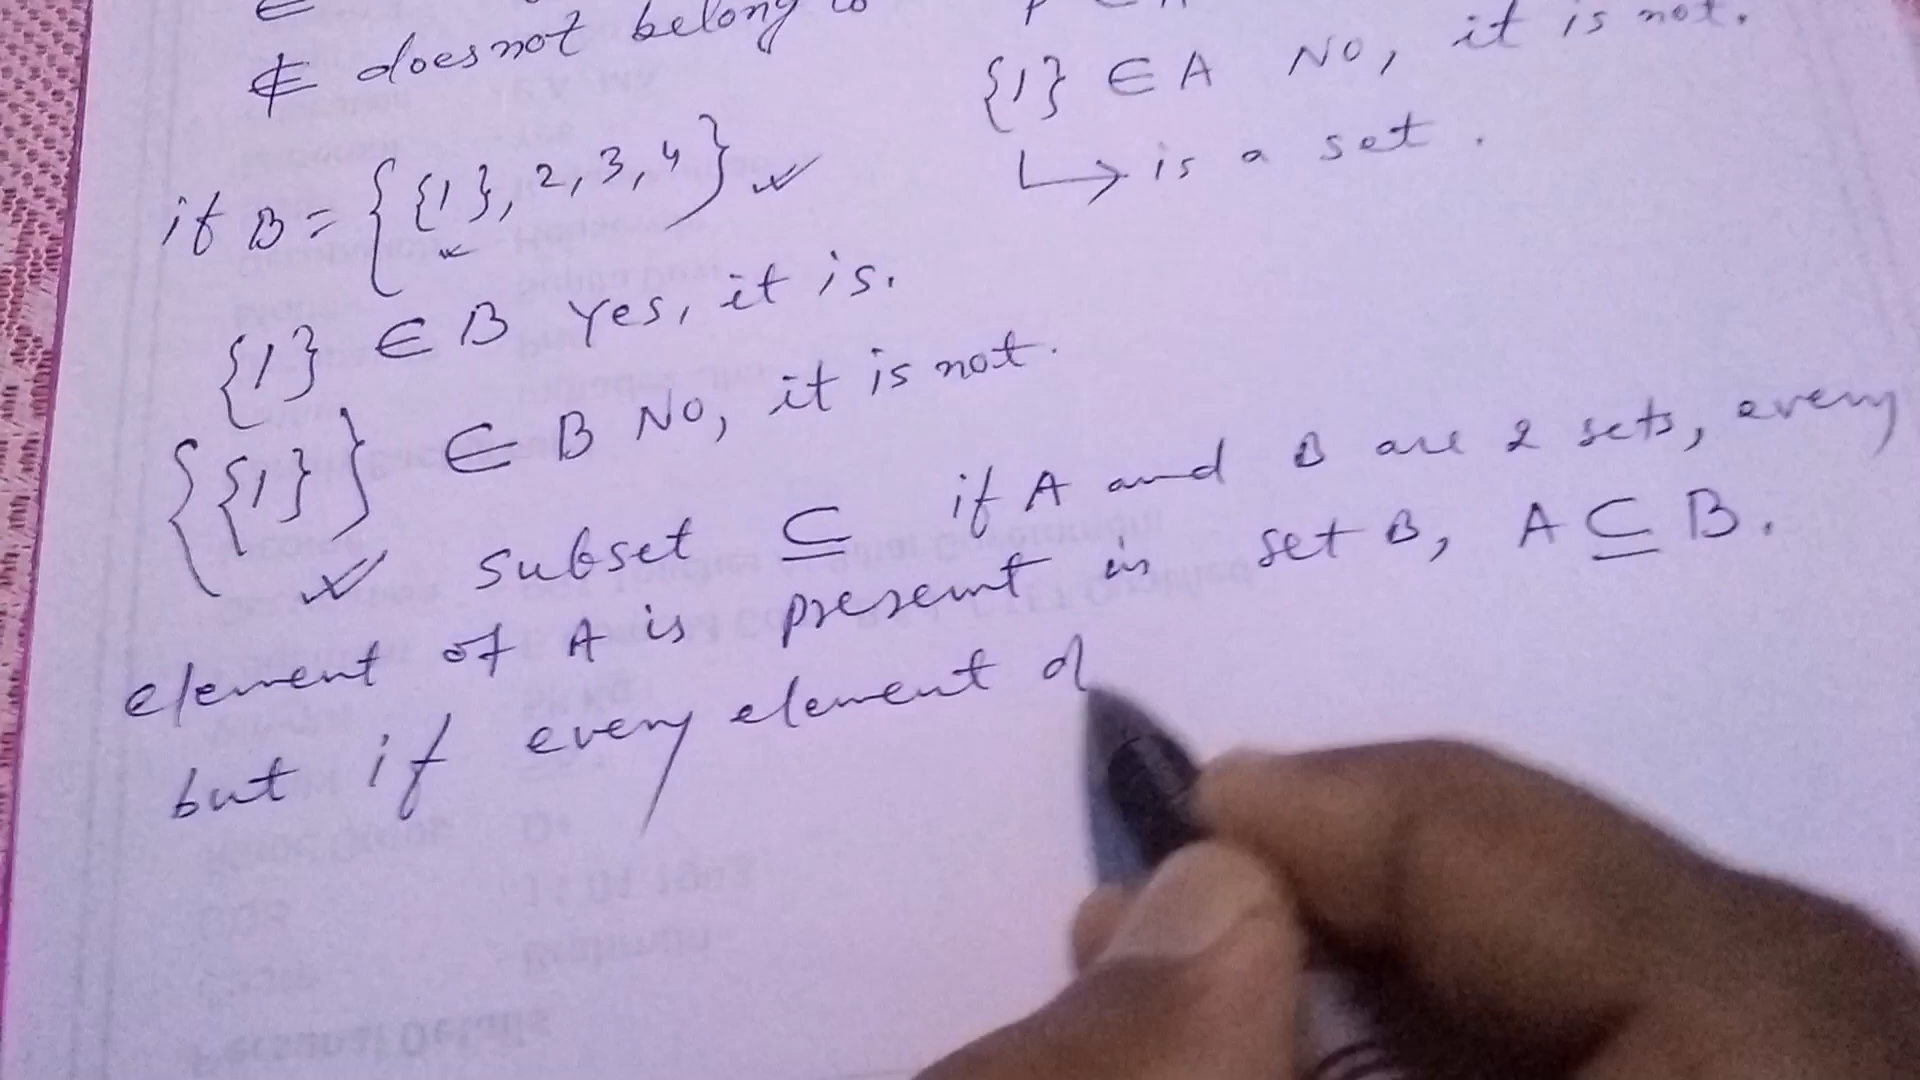 ∉ does not belong to
{1} ∈ A No, it is not.
↳ is a set.
if B = {{1}, 2, 3, 4}
{1} ∈ B Yes, it is.
{{1}} ∈ B No, it is not.
subset ⊆ if A and B are 2 sets, every
element of A is present in set B, A ⊆ B.
but if every element of